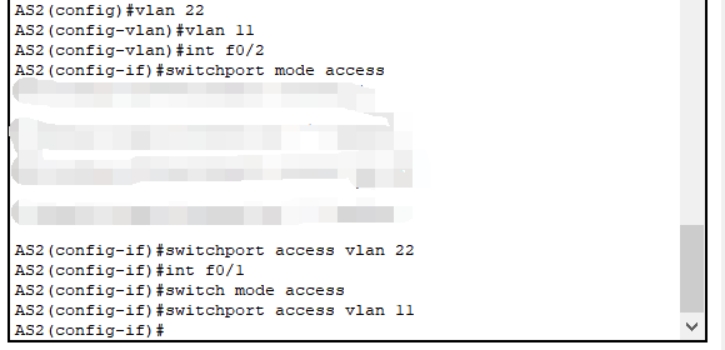 AS2(config)#vlan 22
AS2(config-vlan)#vlan 11
AS2(config-vlan)#int f0/2
AS2(config-if)#switchport mode access
AS2(config-if)#switchport access vlan 22
AS2(config-if)#int f0/1
AS2(config-if)#switch mode access
AS2(config-if)#switchport access vlan 11
AS2(config-if)#